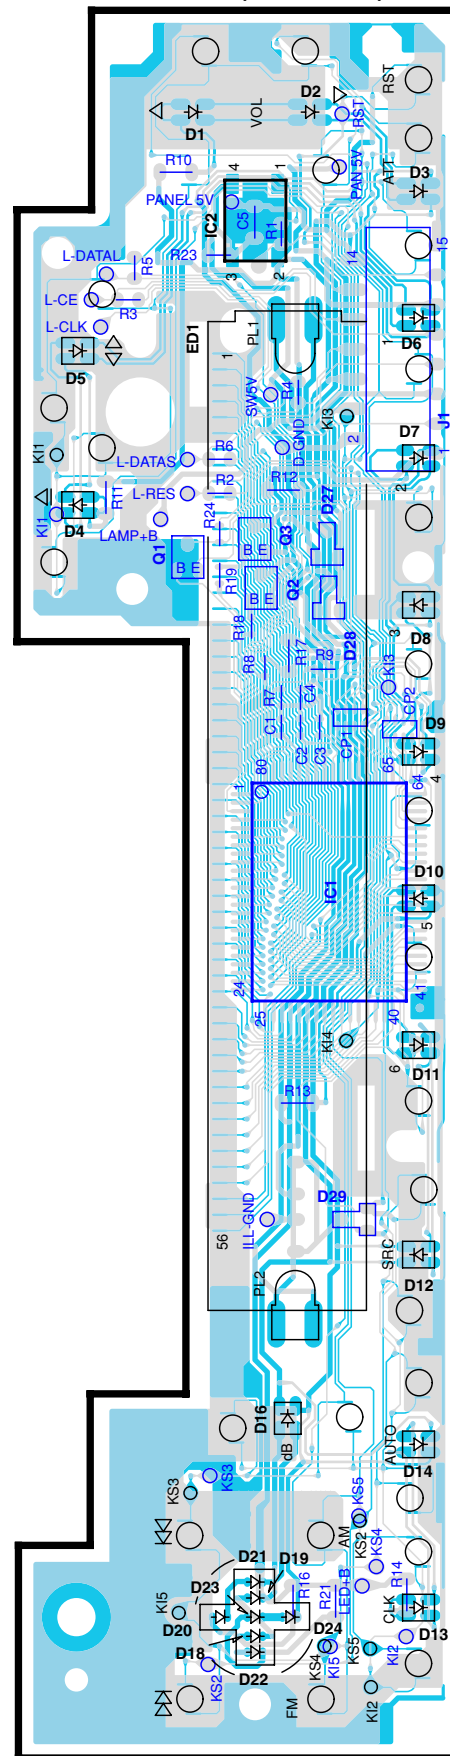 RST
D2
VOL
D1
RST
ATT
D3
PAN 5V
R10
4
1
PANEL 5V
IC2
C5
R1
R23
3
2
14
15
L-DATAL
R5
L-CE
R3
L-CLK
D5
ED1
1
PL1
1
D6
SW5V
R4
KI3
J1
2
D-GND
D7
1
2
KI1
L-DATAS
R6
L-RES
R2
R12
R11
D27
KI1
D4
LAMP+B
R24
Q3
Q1
B E
B E
R19
Q2
B E
D28
R18
3
D8
R8
R17
R9
KI3
R7
C4
CP2
C1
C2
C3
CP1
D9
65
64
4
1
80
D10
IC1
5
24
25
40
41
KI4
6
D11
R13
D29
ILL-GND
56
SRC
PL2
D12
D16
dB
AUTO
D14
KS3
KS3
KS5
AM
KS2
KS4
D21
D19
D23
R16
R21
LED+B
R14
CLK
KI5
D20
D18
D24
D13
KS4
KI5
KS5
KI2
KS2
D22
FM
KI2